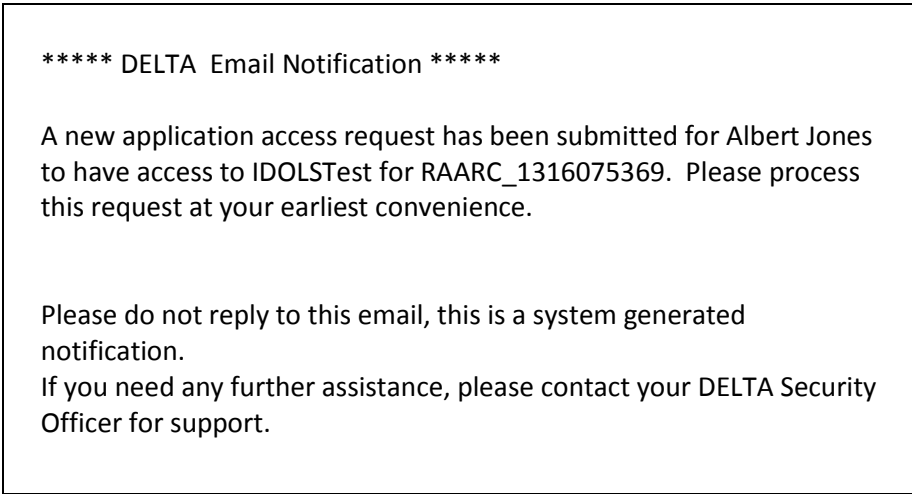 ***** DELTA  Email Notification *****
A new application access request has been submitted for Albert Jones
to have access to IDOLSTest for RAARC_1316075369.  Please process
this request at your earliest convenience.
Please do not reply to this email, this is a system generated
notification.
If you need any further assistance, please contact your DELTA Security
Officer for support.